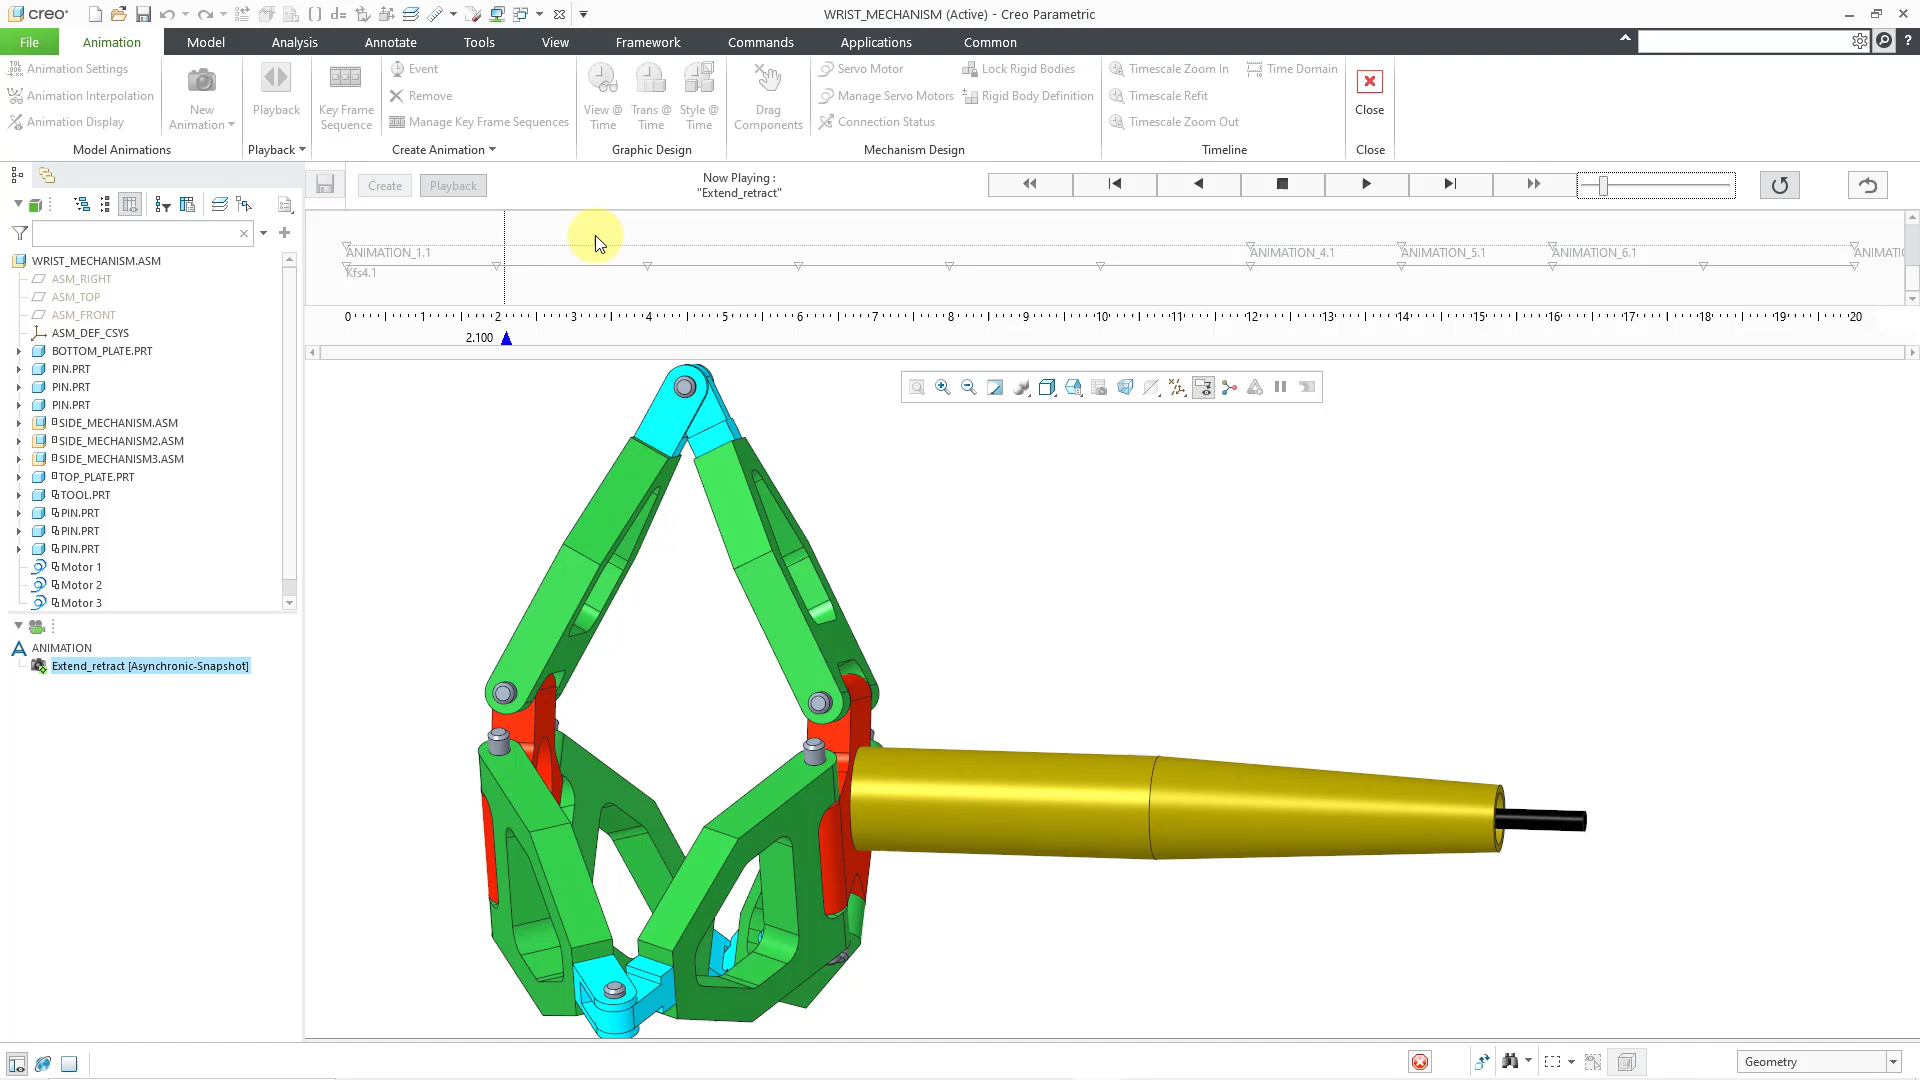 creo
WRIST_MECHANISM (Active) - Creo Parametric
File
Animation
Model
Analysis
Annotate
Tools
View
Framework
Commands
Applications
Common
Animation Settings
Animation Interpolation
Animation Display
New
Animation
Playback
Key Frame
Sequence
Event
Remove
Manage Key Frame Sequences
View @
Time
Trans @
Time
Style @
Time
Drag
Components
Servo Motor
Manage Servo Motors
Connection Status
Lock Rigid Bodies
Rigid Body Definition
Timescale Zoom In
Timescale Refit
Timescale Zoom Out
Time Domain
Close
Model Animations
Playback
Create Animation
Graphic Design
Mechanism Design
Timeline
Close
Create
Playback
Now Playing :
"Extend_retract"
ANIMATION_1.1
ANIMATION_4.1
ANIMATION_5.1
ANIMATION_6.1
ANIMATIO
Kfs4.1
0 1 2 3 4 5 6 7 8 9 10 11 12 13 14 15 16 17 18 19 20
2.100
WRIST_MECHANISM.ASM
ASM_RIGHT
ASM_TOP
ASM_FRONT
ASM_DEF_CSYS
BOTTOM_PLATE.PRT
PIN.PRT
PIN.PRT
PIN.PRT
SIDE_MECHANISM.ASM
SIDE_MECHANISM2.ASM
SIDE_MECHANISM3.ASM
TOP_PLATE.PRT
TOOL.PRT
PIN.PRT
PIN.PRT
PIN.PRT
Motor 1
Motor 2
Motor 3
ANIMATION
Extend_retract [Asynchronic-Snapshot]
Geometry